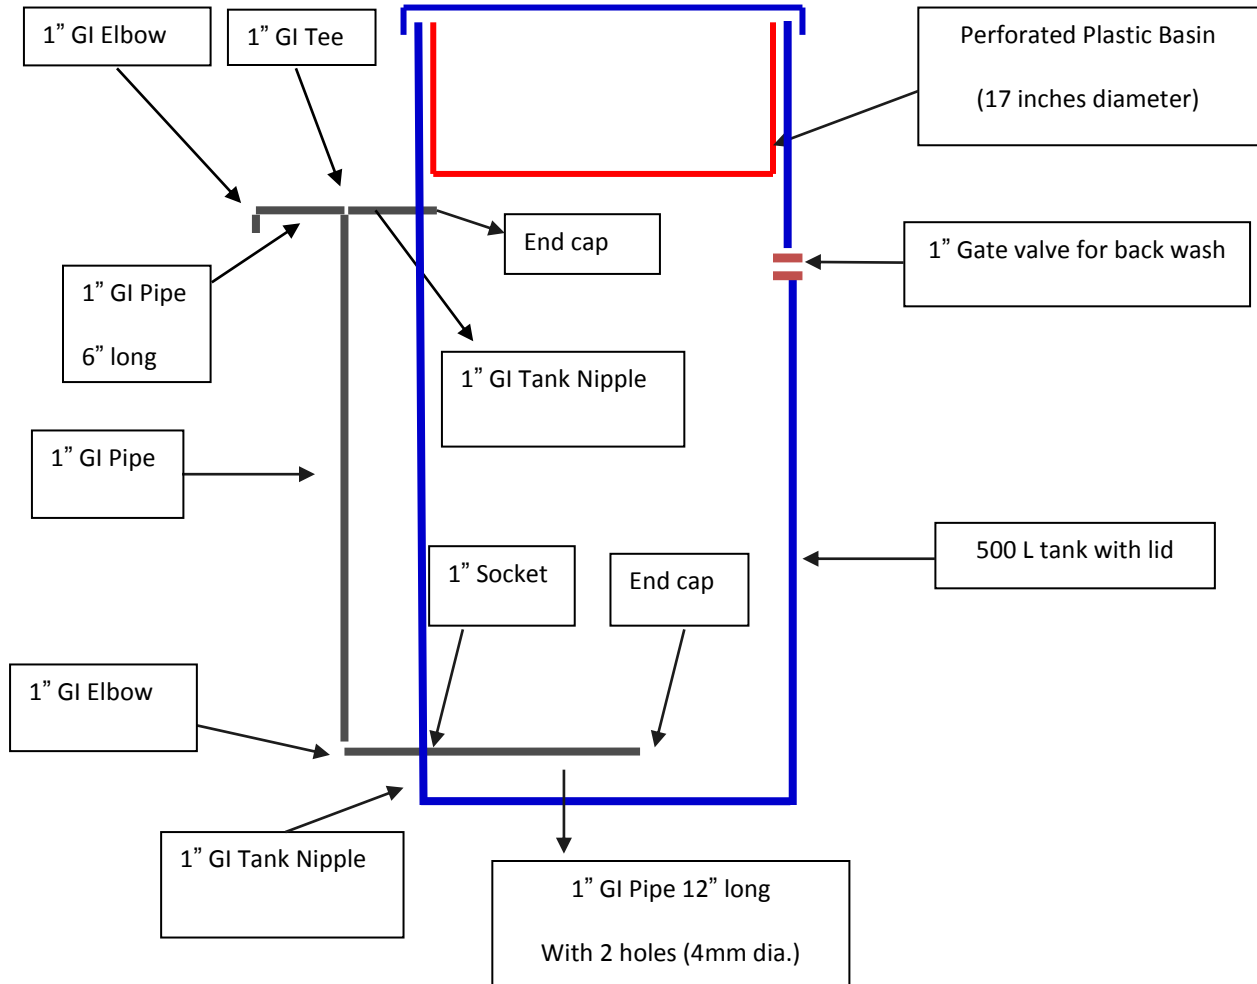 1” GI Elbow
1” GI Tee
Perforated Plastic Basin
(17 inches diameter)
End cap
1” Gate valve for back wash
1” GI Pipe
6” long
1” GI Tank Nipple
1” GI Pipe
1” Socket
End cap
500 L tank with lid
1” GI Elbow
1” GI Tank Nipple
1” GI Pipe 12” long
With 2 holes (4mm dia.)